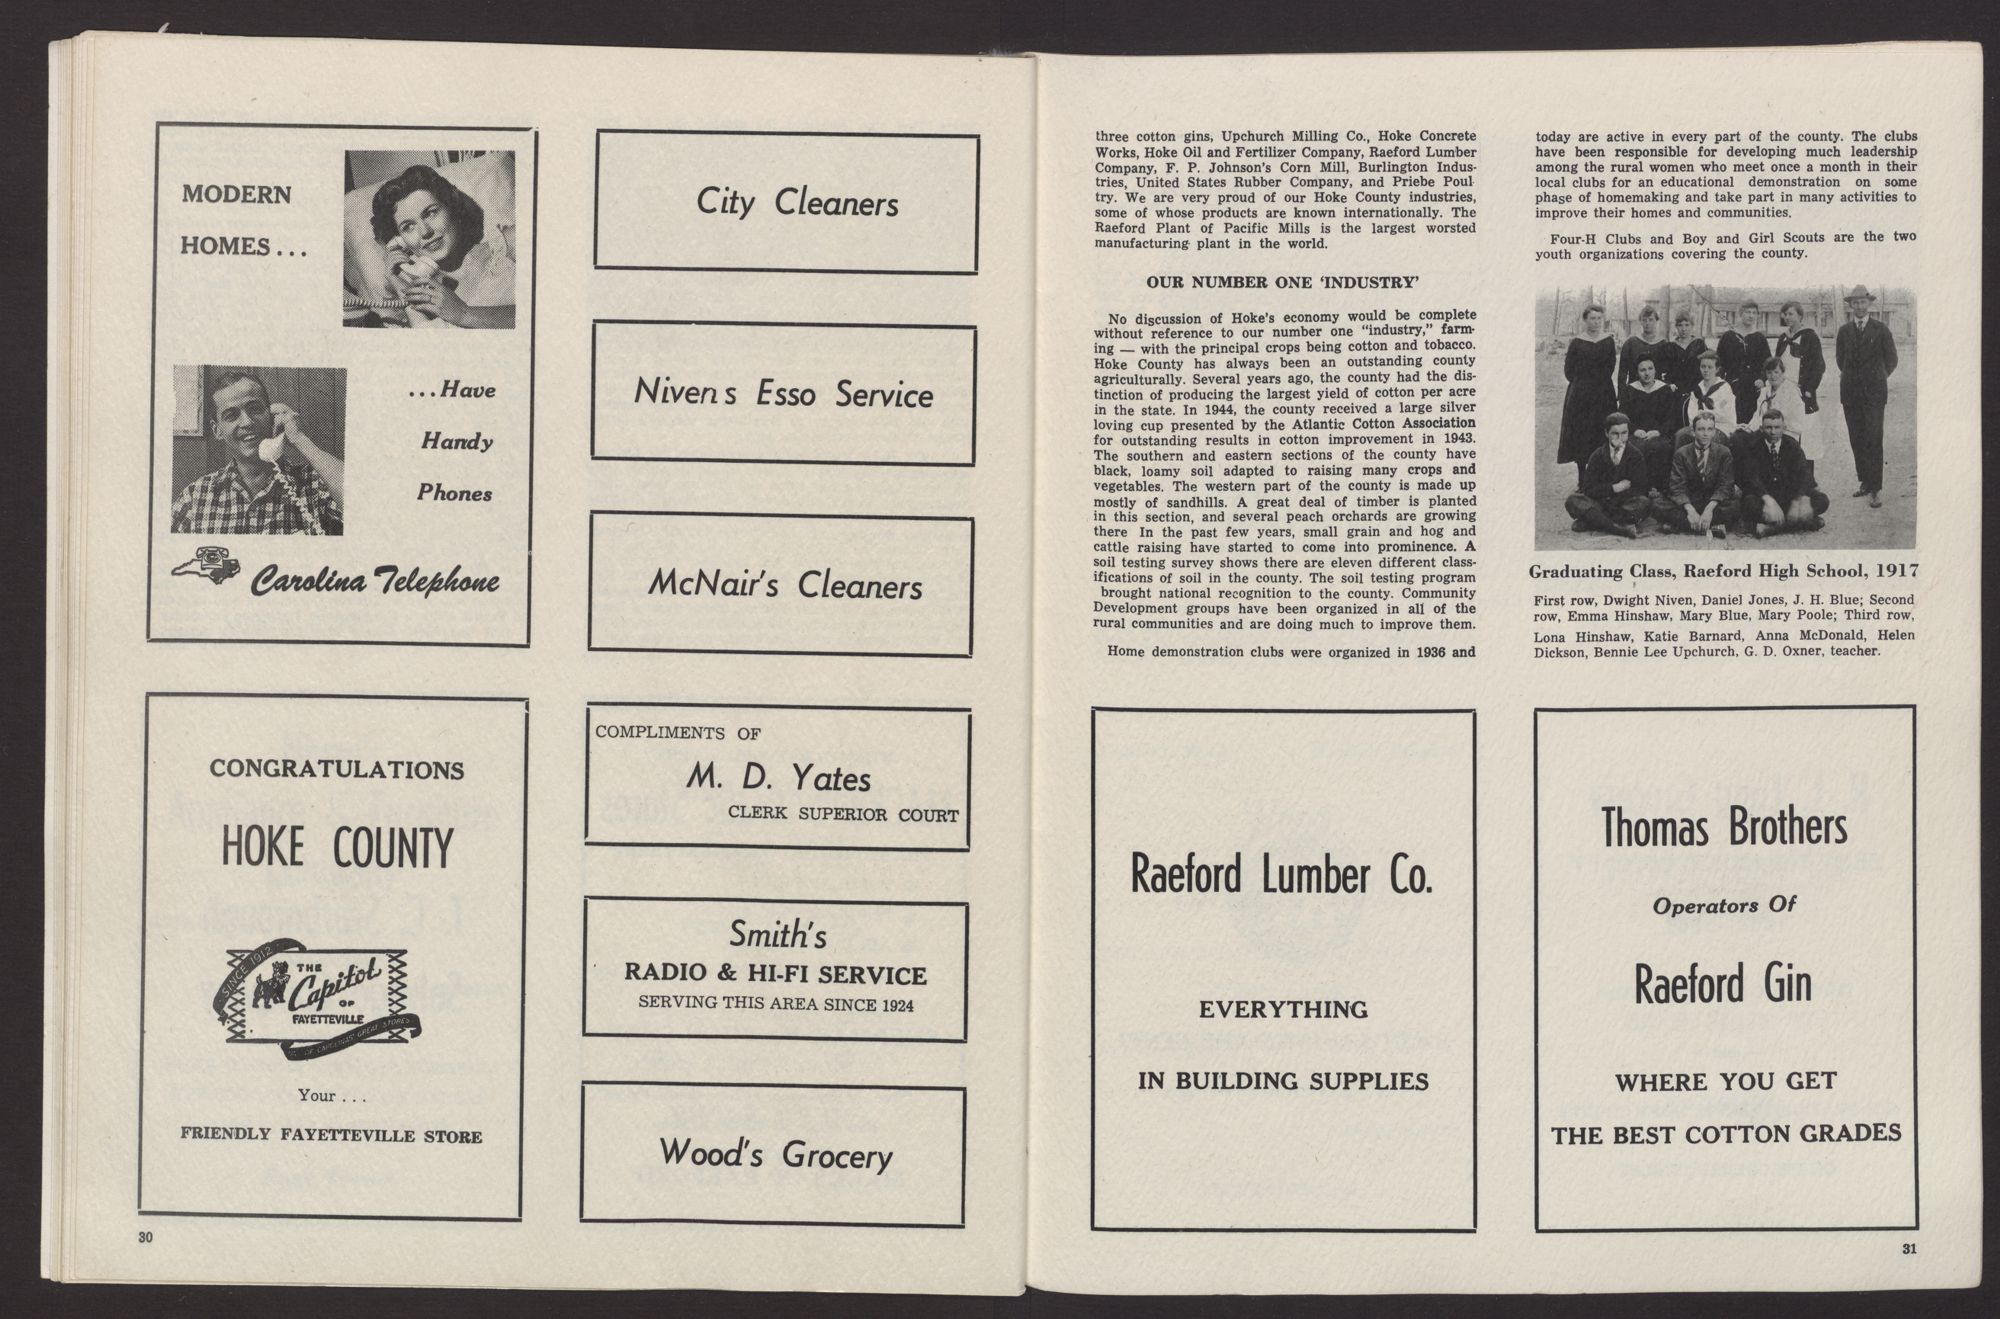 MODERN
HOMES...
...Have
Handy
Phones
Carolina Telephone
CONGRATULATIONS
HOKE COUNTY
SINCE 1912
THE
Capitol
OF
FAYETTEVILLE
OF CAROLINAS' GREAT STORES
Your...
FRIENDLY FAYETTEVILLE STORE
30
City Cleaners
Nivens Esso Service
McNair's Cleaners
COMPLIMENTS OF
M. D. Yates
CLERK SUPERIOR COURT
Smith's
RADIO & HI-FI SERVICE
SERVING THIS AREA SINCE 1924
Wood's Grocery
three cotton gins, Upchurch Milling Co., Hoke Concrete
Works, Hoke Oil and Fertilizer Company, Raeford Lumber
Company, F. P. Johnson's Corn Mill, Burlington Indus-
tries, United States Rubber Company, and Priebe Poul
try. We are very proud of our Hoke County industries,
some of whose products are known internationally. The
Raeford Plant of Pacific Mills is the largest worsted
manufacturing plant in the world.
OUR NUMBER ONE 'INDUSTRY'
No discussion of Hoke's economy would be complete
without reference to our number one "industry," farm-
ing — with the principal crops being cotton and tobacco.
Hoke County has always been an outstanding county
agriculturally. Several years ago, the county had the dis-
tinction of producing the largest yield of cotton per acre
in the state. In 1944, the county received a large silver
loving cup presented by the Atlantic Cotton Association
for outstanding results in cotton improvement in 1943.
The southern and eastern sections of the county have
black, loamy soil adapted to raising many crops and
vegetables. The western part of the county is made up
mostly of sandhills. A great deal of timber is planted
in this section, and several peach orchards are growing
there In the past few years, small grain and hog and
cattle raising have started to come into prominence. A
soil testing survey shows there are eleven different class-
ifications of soil in the county. The soil testing program
brought national recognition to the county. Community
Development groups have been organized in all of the
rural communities and are doing much to improve them.
Home demonstration clubs were organized in 1936 and
today are active in every part of the county. The clubs
have been responsible for developing much leadership
among the rural women who meet once a month in their
local clubs for an educational demonstration on some
phase of homemaking and take part in many activities to
improve their homes and communities.
Four-H Clubs and Boy and Girl Scouts are the two
youth organizations covering the county.
Graduating Class, Raeford High School, 1917
First row, Dwight Niven, Daniel Jones, J. H. Blue; Second
row, Emma Hinshaw, Mary Blue, Mary Poole; Third row,
Lona Hinshaw, Katie Barnard, Anna McDonald, Helen
Dickson, Bennie Lee Upchurch, G. D. Oxner, teacher.
Raeford Lumber Co.
EVERYTHING
IN BUILDING SUPPLIES
Thomas Brothers
Operators Of
Raeford Gin
WHERE YOU GET
THE BEST COTTON GRADES
31